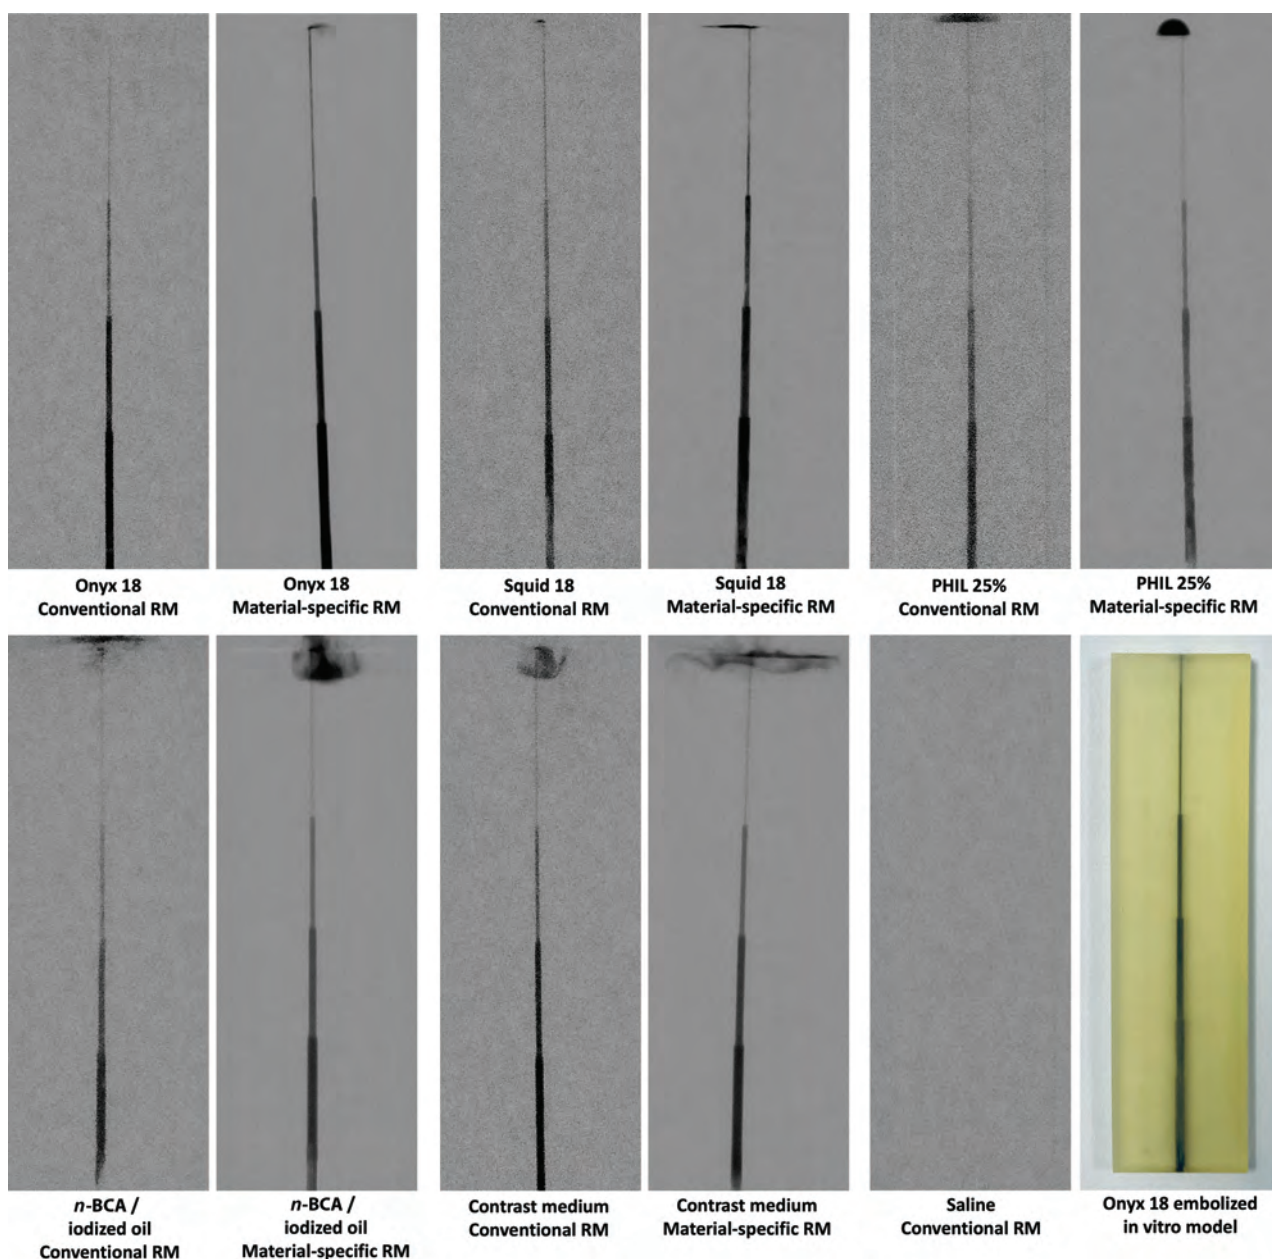 Onyx 18
Conventional RM
Onyx 18
Material-specific RM
Squid 18
Conventional RM
Squid 18
Material-specific RM
PHIL 25%
Conventional RM
PHIL 25%
Material-specific RM
n-BCA /
iodized oil
Conventional RM
n-BCA /
iodized oil
Material-specific RM
Contrast medium
Conventional RM
Contrast medium
Material-specific RM
Saline
Conventional RM
Onyx 18 embolized
in vitro model